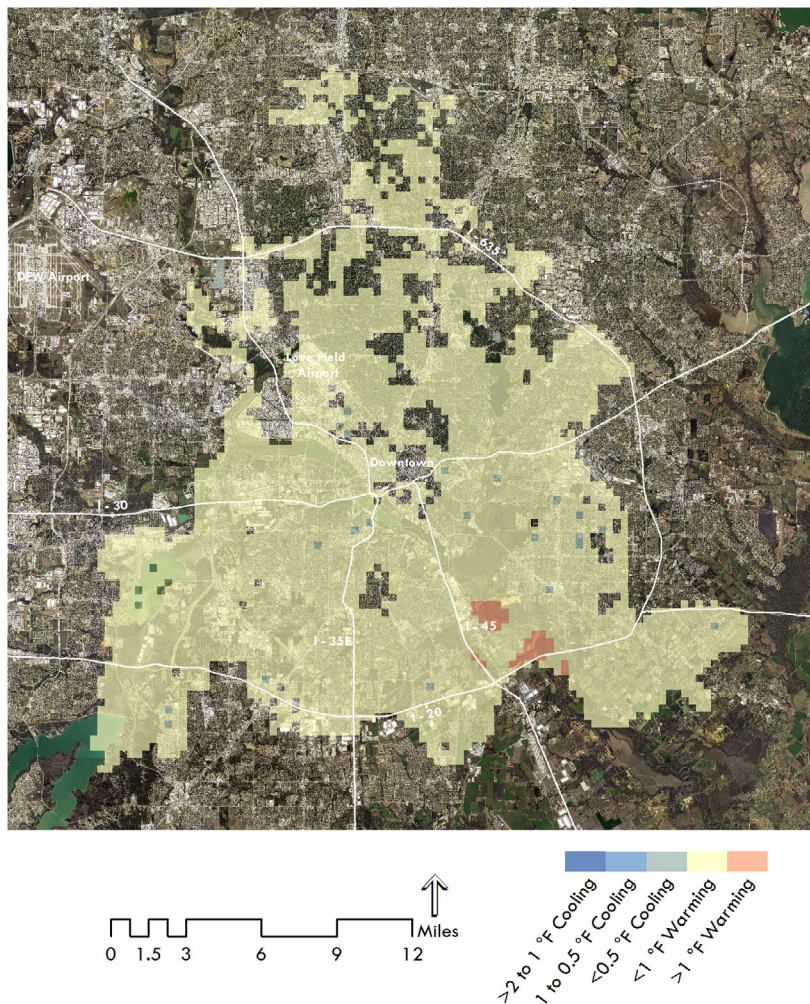 I - 635
DFW Airport
Love Field
Airport
Downtown
I - 30
I - 45
I - 35E
I - 20
Miles
0 1.5 3 6 9 12
>2 to 1 °F Cooling
1 to 0.5 °F Cooling
<0.5 °F Cooling
<1 °F Warming
>1 °F Warming